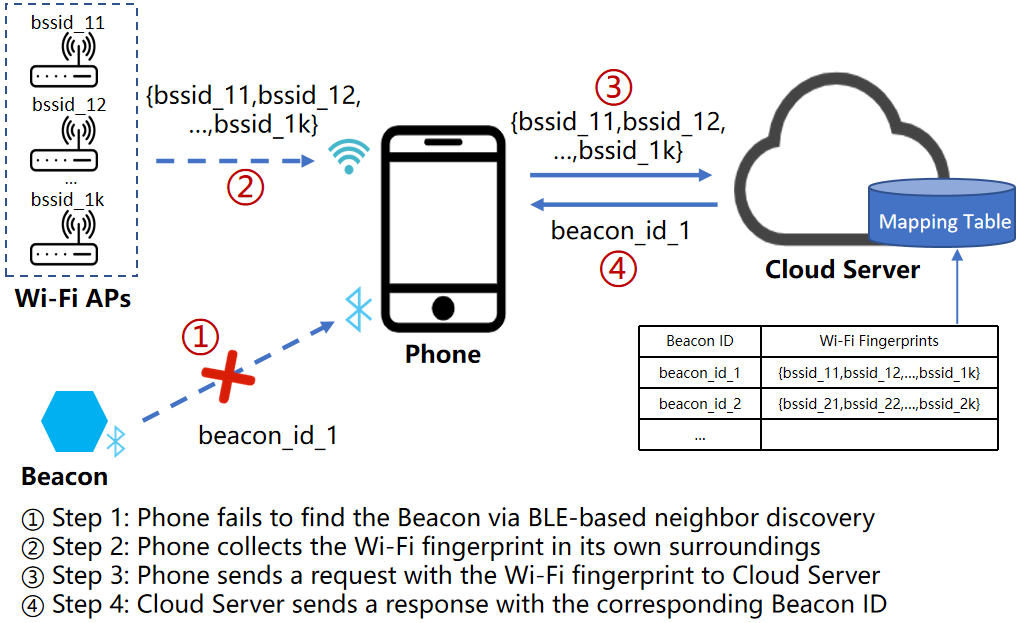 bssid_11
bssid_12
...
bssid_1k
Wi-Fi APs
{bssid_11,bssid_12,
...,bssid_1k}
②
③
{bssid_11,bssid_12,
...,bssid_1k}
beacon_id_1
④
Mapping Table
Cloud Server
Phone
①
beacon_id_1
Beacon
Beacon ID Wi-Fi Fingerprints
beacon_id_1 {bssid_11,bssid_12,...,bssid_1k}
beacon_id_2 {bssid_21,bssid_22,...,bssid_2k}
...
① Step 1: Phone fails to find the Beacon via BLE-based neighbor discovery
② Step 2: Phone collects the Wi-Fi fingerprint in its own surroundings
③ Step 3: Phone sends a request with the Wi-Fi fingerprint to Cloud Server
④ Step 4: Cloud Server sends a response with the corresponding Beacon ID